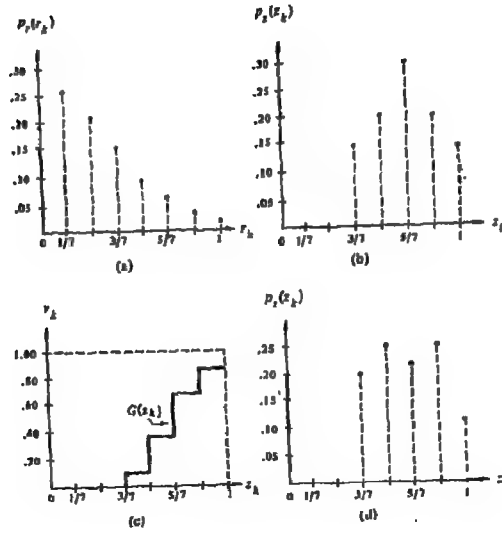 p_r(r_k)
.30
.25
.20
.15
.10
.05
0 1/7 3/7 5/7 1 r_k
(a)
p_z(z_k)
.30
.25
.20
.15
.10
.05
0 1/7 3/7 5/7 1
(b)
v_k
1.00
.80
.60
.40
.20
G(z_k)
0 1/7 3/7 5/7 1 z_k
(c)
p_z(z_k)
.25
.20
.15
.10
.05
0 1/7 3/7 5/7 1 z
(d)